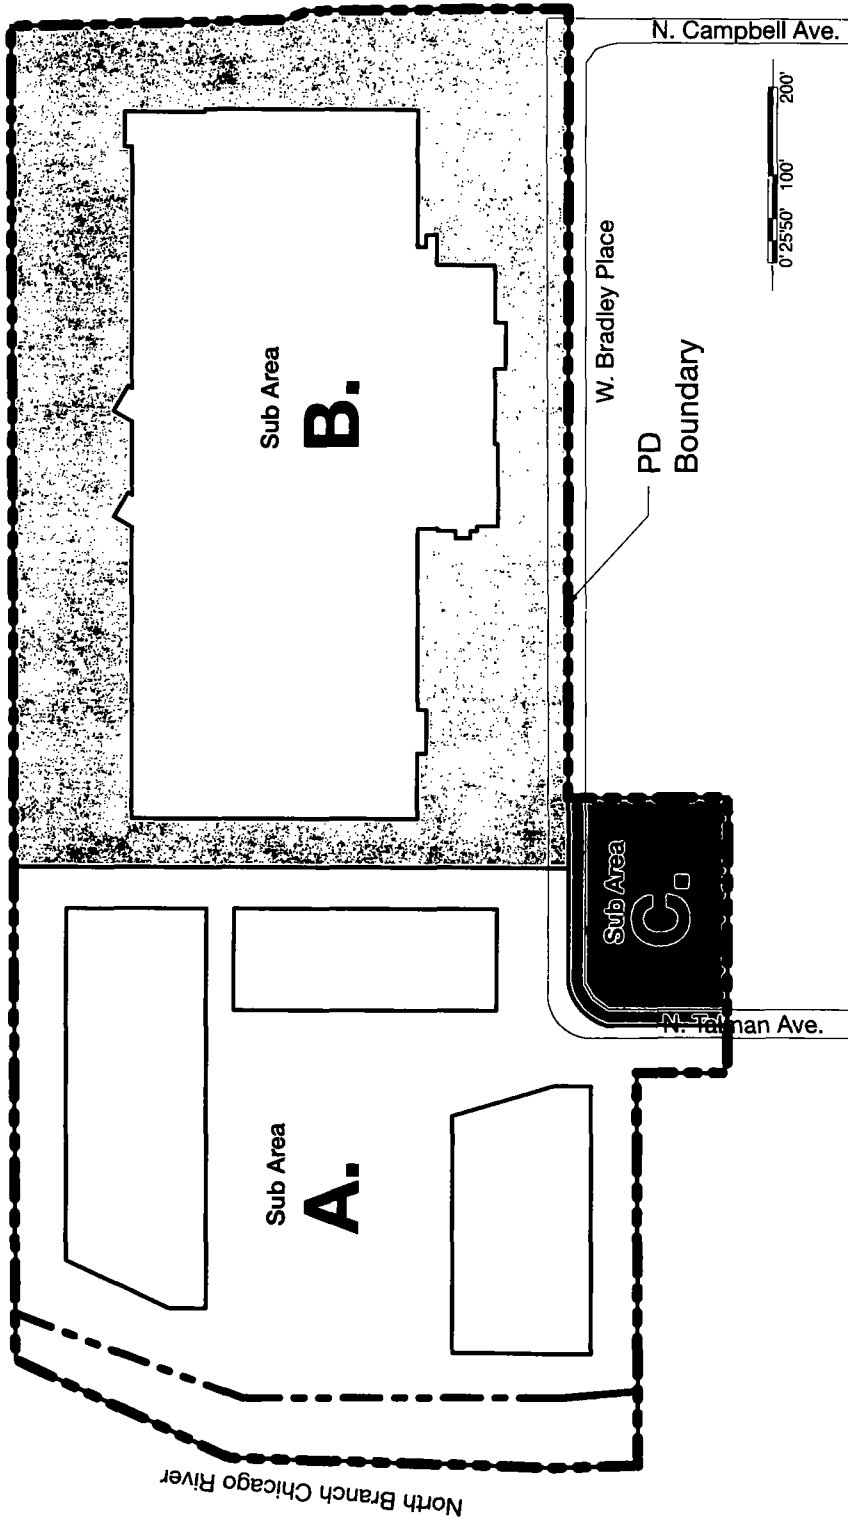 N. Campbell Ave.
0' 25' 50' 100' 200'
W. Bradley Place
PD
Boundary
Sub Area
B.
Sub Area
C.
N. Talman Ave.
Sub Area
A.
North Branch Chicago River